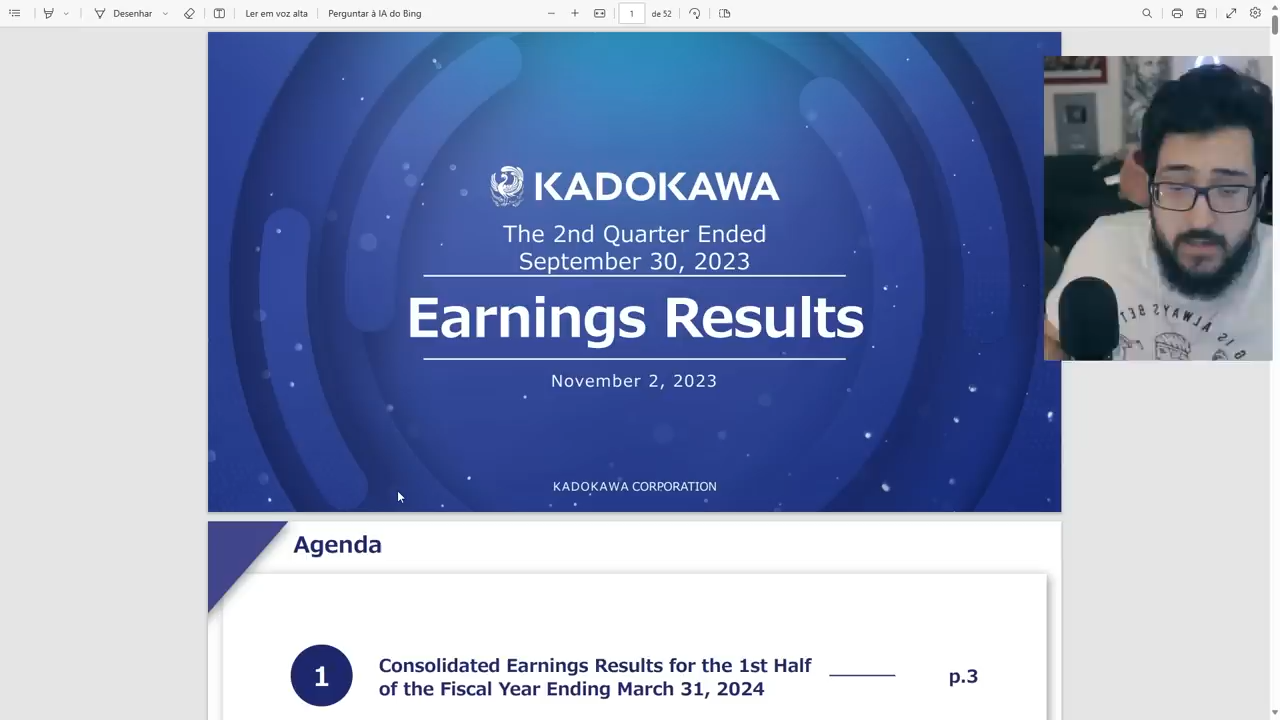 Desenhar
Ler em voz alta
Perguntar à IA do Bing
1
de 52
KADOKAWA
The 2nd Quarter Ended
September 30, 2023
Earnings Results
November 2, 2023
KADOKAWA CORPORATION
Agenda
1
Consolidated Earnings Results for the 1st Half
of the Fiscal Year Ending March 31, 2024
p.3